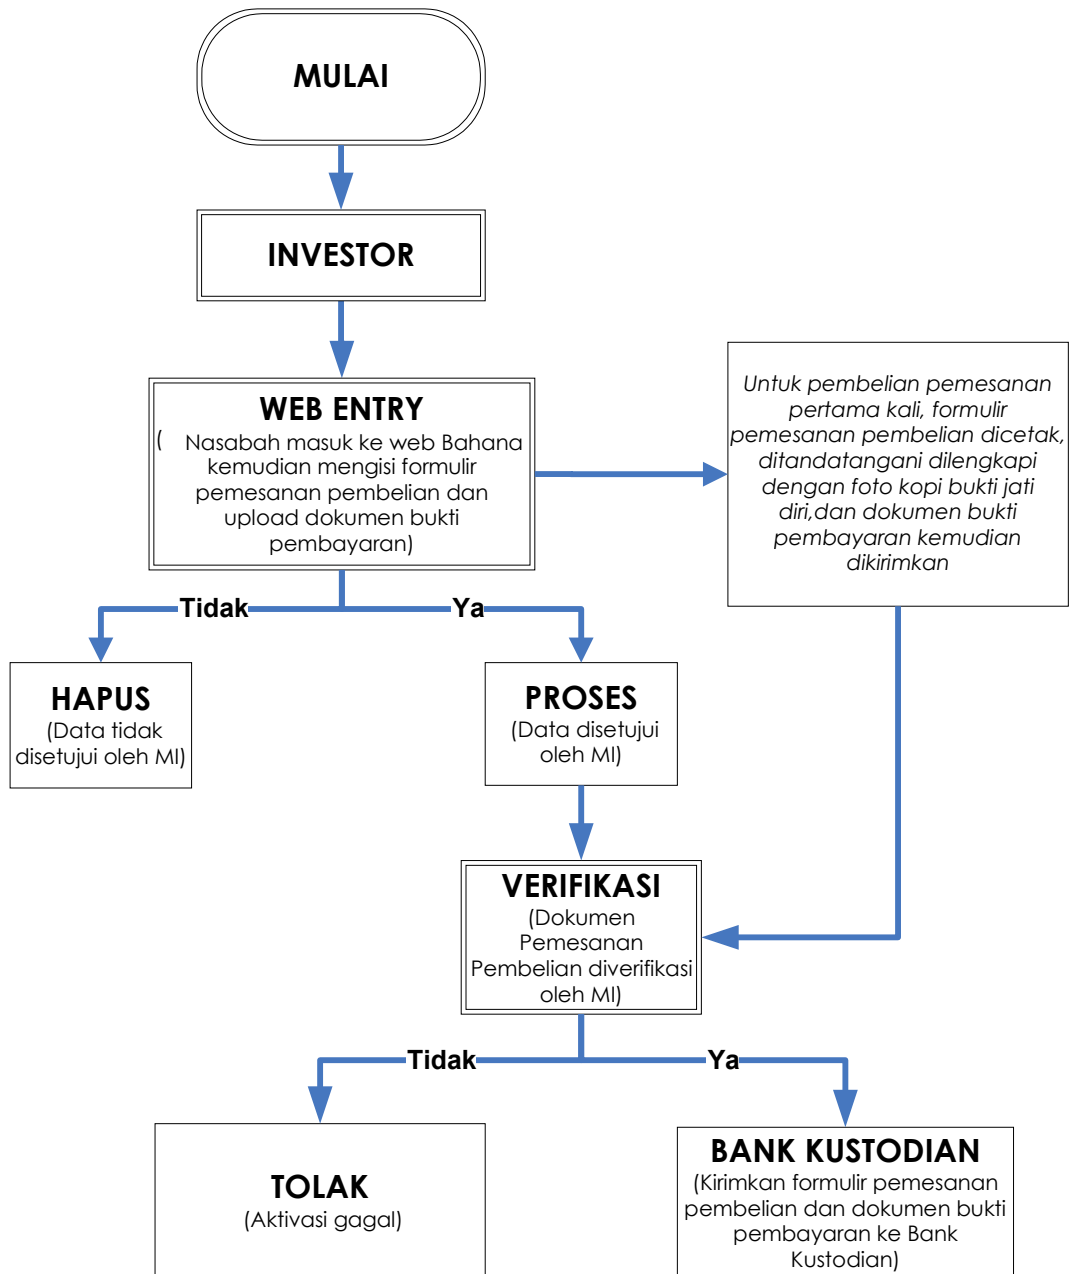 MULAI
INVESTOR
WEB ENTRY
( Nasabah masuk ke web Bahana
kemudian mengisi formulir
pemesanan pembelian dan
upload dokumen bukti
pembayaran)
Untuk pembelian pemesanan
pertama kali, formulir
pemesanan pembelian dicetak,
ditandatangani dilengkapi
dengan foto kopi bukti jati
diri,dan dokumen bukti
pembayaran kemudian
dikirimkan
Tidak
Ya
HAPUS
(Data tidak
disetujui oleh MI)
PROSES
(Data disetujui
oleh MI)
VERIFIKASI
(Dokumen
Pemesanan
Pembelian diverifikasi
oleh MI)
Tidak
Ya
TOLAK
(Aktivasi gagal)
BANK KUSTODIAN
(Kirimkan formulir pemesanan
pembelian dan dokumen bukti
pembayaran ke Bank
Kustodian)